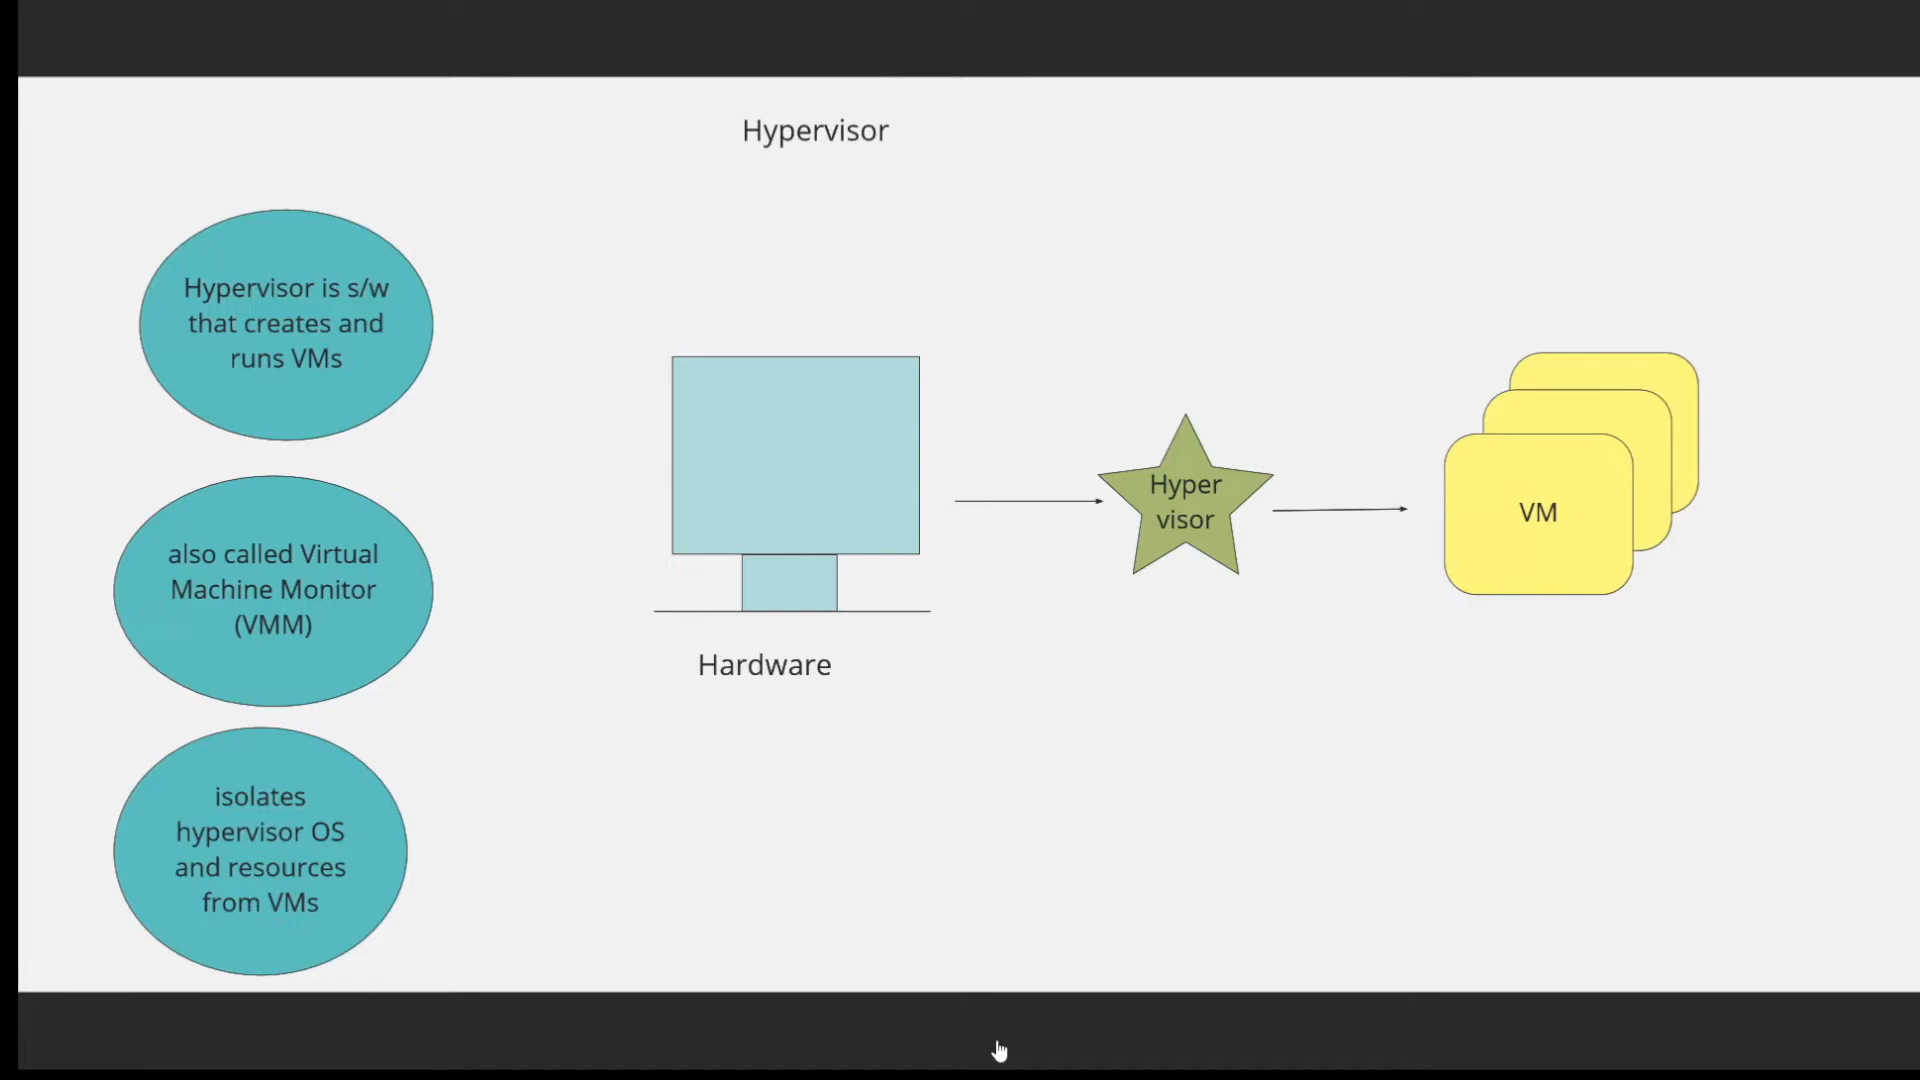 Hypervisor
Hypervisor is s/w
that creates and
runs VMs
also called Virtual
Machine Monitor
(VMM)
isolates
hypervisor OS
and resources
from VMs
Hardware
Hyper
visor
VM